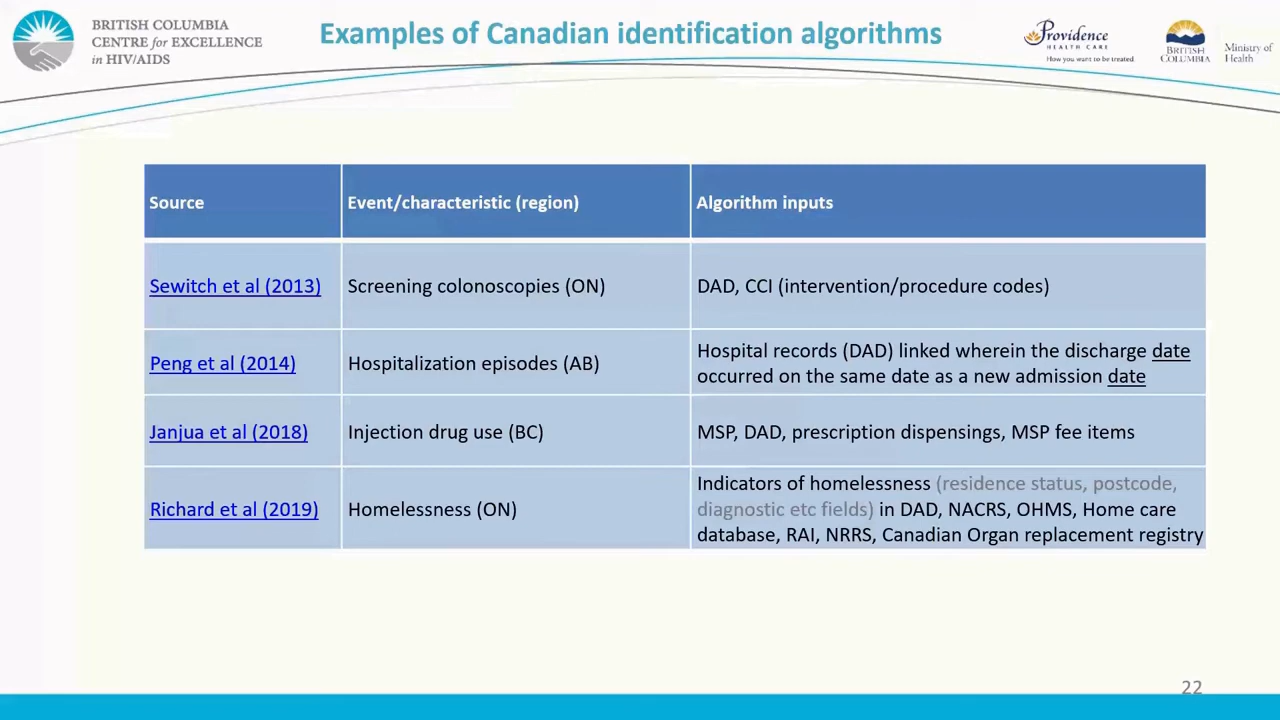 BRITISH COLUMBIA
CENTRE for EXCELLENCE
in HIV/AIDS
Examples of Canadian identification algorithms
Providence
HEALTH CARE
How you want to be treated.
BRITISH
COLUMBIA
Ministry of
Health
Source
Event/characteristic (region)
Algorithm inputs
Sewitch et al (2013)
Screening colonoscopies (ON)
DAD, CCI (intervention/procedure codes)
Peng et al (2014)
Hospitalization episodes (AB)
Hospital records (DAD) linked wherein the discharge date
occurred on the same date as a new admission date
Janjua et al (2018)
Injection drug use (BC)
MSP, DAD, prescription dispensings, MSP fee items
Richard et al (2019)
Homelessness (ON)
Indicators of homelessness (residence status, postcode,
diagnostic etc fields) in DAD, NACRS, OHMS, Home care
database, RAI, NRRS, Canadian Organ replacement registry
22